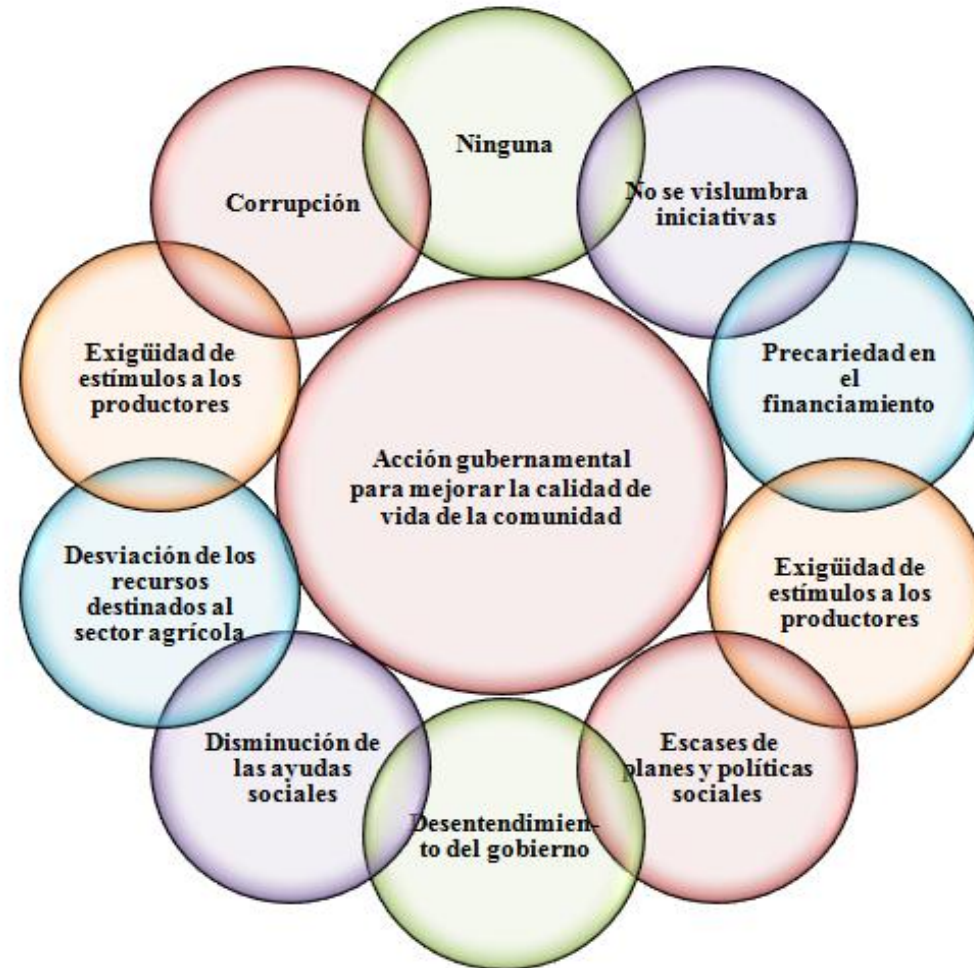 Ninguna
No se vislumbra
iniciativas
Precariedad en
el
financiamiento
Exigüidad de
estímulos a los
productores
Escases de
planes y políticas
sociales
Desentendimien-
to del gobierno
Disminución de
las ayudas
sociales
Desviación de los
recursos
destinados al
sector agrícola
Exigüidad de
estímulos a los
productores
Corrupción
Acción gubernamental
para mejorar la calidad de
vida de la comunidad